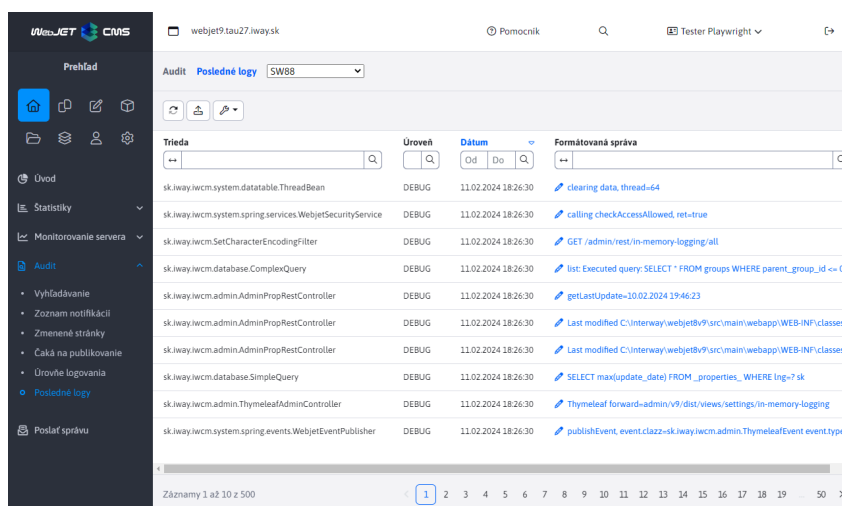 WebJET CMS
webjet9.tau27.iway.sk
Pomocník
Tester Playwright
Prehľad
Audit Posledné logy SW88
Úvod
Štatistiky
Monitorovanie servera
Audit
Vyhľadávanie
Zoznam notifikácií
Zmenené stránky
Čaká na publikovanie
Úrovňe logovania
Posledné logy
Poslať správu
Trieda Úroveň Dátum Formátovaná správa
Od Do
sk.iway.iwcm.system.datatable.ThreadBean DEBUG 11.02.2024 18:26:30 clearing data, thread=64
sk.iway.iwcm.system.spring.services.WebjetSecurityService DEBUG 11.02.2024 18:26:30 calling checkAccessAllowed, ret=true
sk.iway.iwcm.SetCharacterEncodingFilter DEBUG 11.02.2024 18:26:30 GET /admin/rest/in-memory-logging/all
sk.iway.iwcm.database.ComplexQuery DEBUG 11.02.2024 18:26:30 list: Executed query: SELECT * FROM groups WHERE parent_group_id <= 0
sk.iway.iwcm.admin.AdminPropRestController DEBUG 11.02.2024 18:26:30 getLastUpdate=10.02.2024 19:46:23
sk.iway.iwcm.admin.AdminPropRestController DEBUG 11.02.2024 18:26:30 Last modified C:\Interway\webjet8v9\src\main\webapp\WEB-INF\classes
sk.iway.iwcm.admin.AdminPropRestController DEBUG 11.02.2024 18:26:30 Last modified C:\Interway\webjet8v9\src\main\webapp\WEB-INF\classes
sk.iway.iwcm.database.SimpleQuery DEBUG 11.02.2024 18:26:30 SELECT max(update_date) FROM _properties_ WHERE lng=? sk
sk.iway.iwcm.admin.ThymeleafAdminController DEBUG 11.02.2024 18:26:30 Thymeleaf forward=admin/v9/dist/views/settings/in-memory-logging
sk.iway.iwcm.system.spring.events.WebjetEventPublisher DEBUG 11.02.2024 18:26:30 publishEvent, event.clazz=sk.iway.iwcm.admin.ThymeleafEvent event.type
Záznamy 1 až 10 z 500
1 2 3 4 5 6 7 8 9 10 11 12 13 14 15 16 17 18 19 … 50